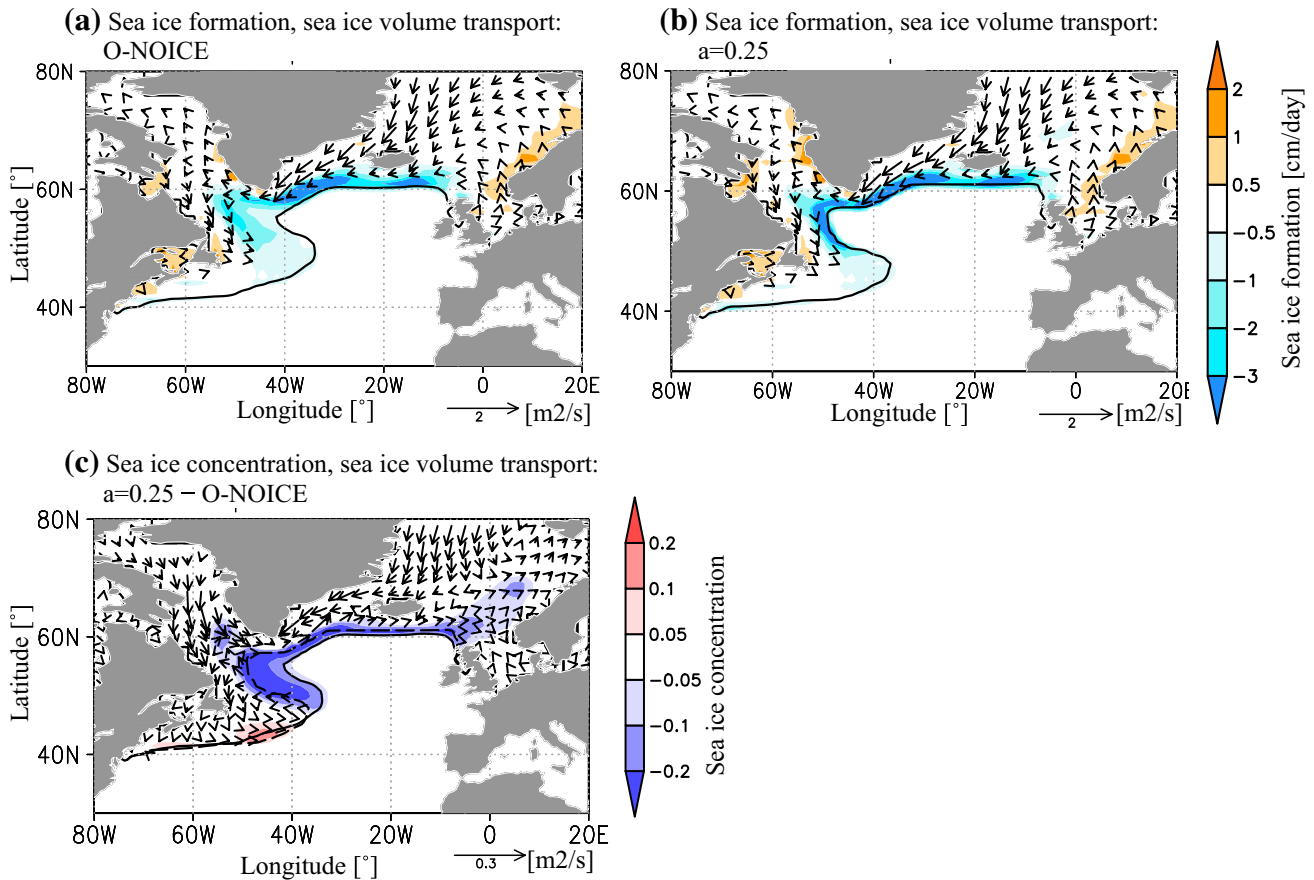 (a) Sea ice formation, sea ice volume transport:
O-NOICE
80N
60N
40N
Latitude [°]
80W 60W 40W 20W 0 20E
Longitude [°]
2 [m2/s]
(b) Sea ice formation, sea ice volume transport:
a=0.25
80N
60N
40N
80W 60W 40W 20W 0 20E
Longitude [°]
2 [m2/s]
2
1
0.5
-0.5
-1
-2
-3
Sea ice formation [cm/day]
(c) Sea ice concentration, sea ice volume transport:
a=0.25 − O-NOICE
80N
60N
40N
Latitude [°]
80W 60W 40W 20W 0 20E
Longitude [°]
0.3 [m2/s]
0.2
0.1
0.05
-0.05
-0.1
-0.2
Sea ice concentration